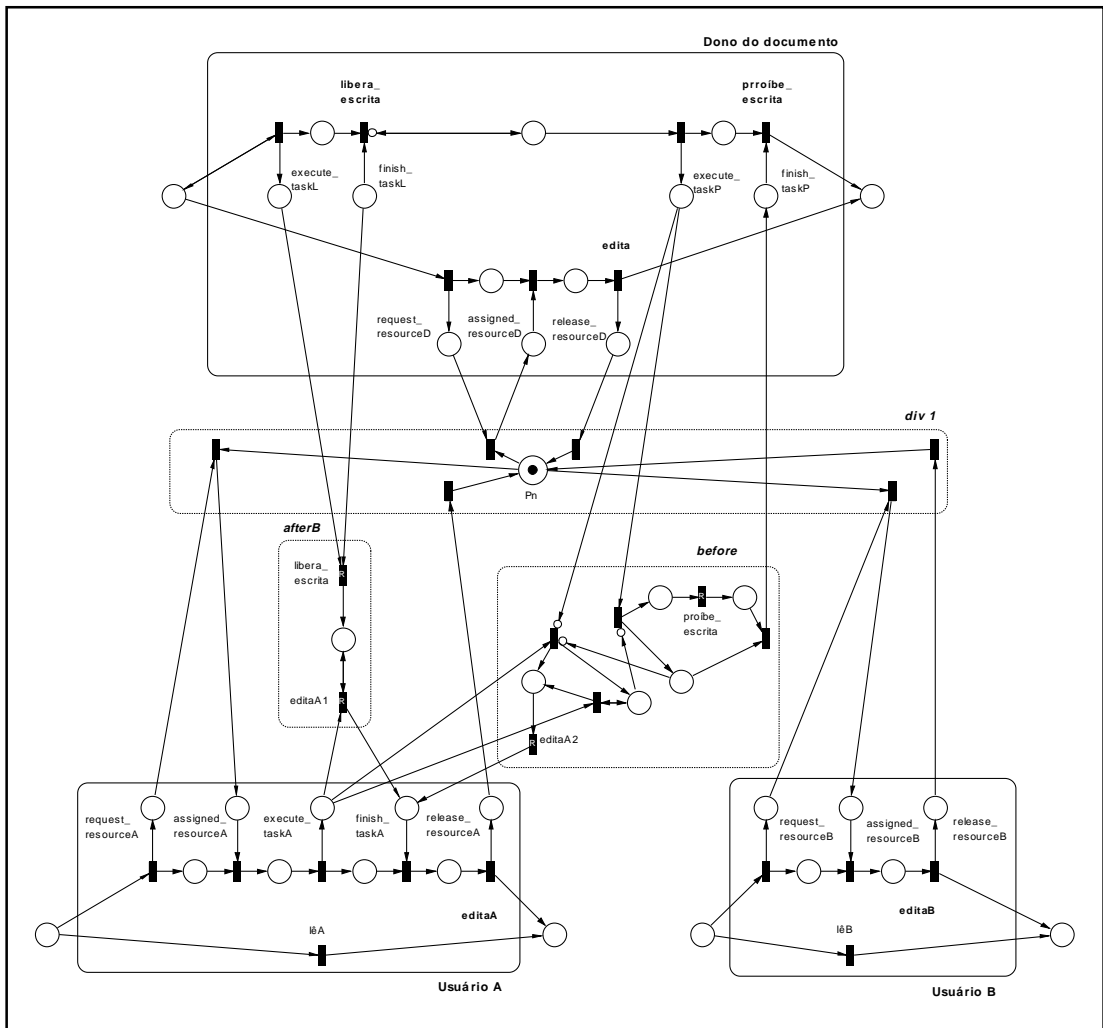 Dono do documento
libera_
escrita
prroíbe_
escrita
execute_
taskL
finish_
taskL
execute_
taskP
finish_
taskP
edita
request_
resourceD
assigned_
resourceD
release_
resourceD
div 1
Pn
afterB
libera_
escrita
R
before
R
proíbe_
escrita
editaA1
R
R
editaA2
request_
resourceA
assigned_
resourceA
execute_
taskA
finish_
taskA
release_
resourceA
request_
resourceB
assigned_
resourceB
release_
resourceB
editaA
editaB
lêA
lêB
Usuário A
Usuário B